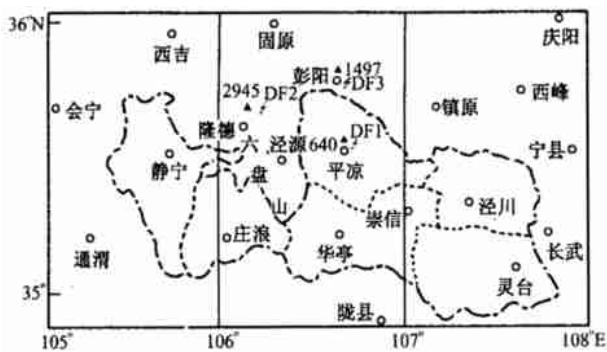 36°N
固原
庆阳
西吉
彭阳
1497
DF3
2945
DF2
西峰
会宁
镇原
隆德
六
泾源
640
DF1
宁县
静宁
盘
平凉
山
崇信
泾川
通渭
庄浪
华亭
长武
灵台
35°
陇县
105°
106°
107°
108°E